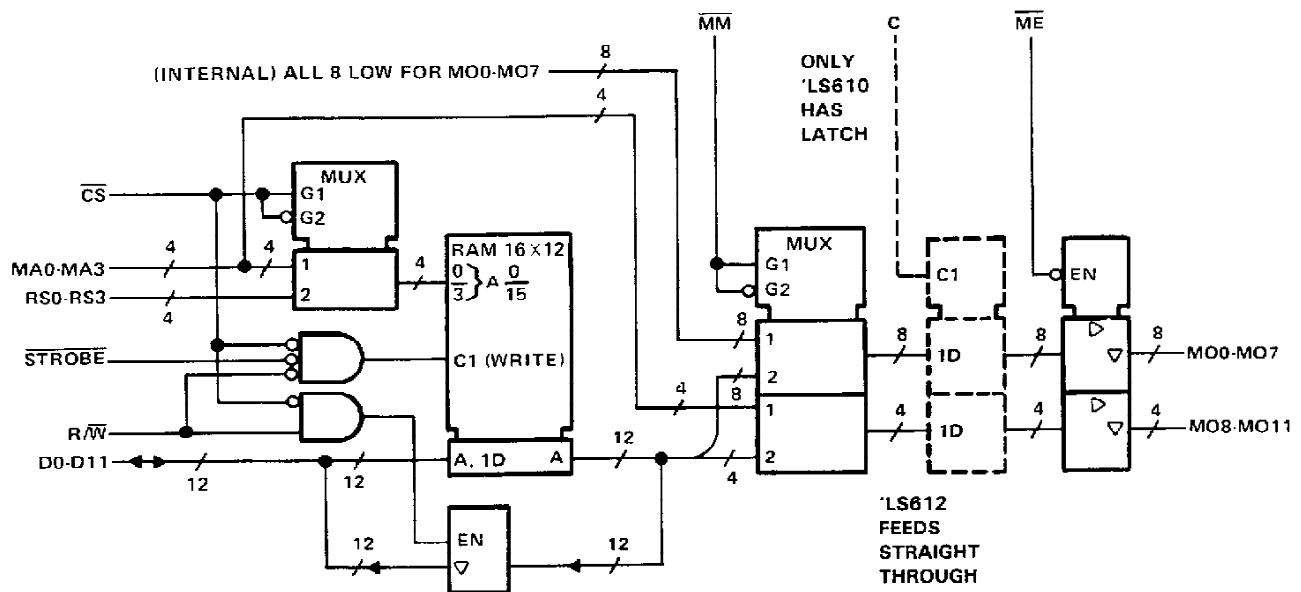 MM
C
ME
8
(INTERNAL) ALL 8 LOW FOR MO0-MO7
4
ONLY
'LS610
HAS
LATCH
MUX
CS
G1
G2
MA0-MA3
4
4
1
RS0-RS3
4
2
4
RAM 16×12
0
3
} A
0
15
MUX
G1
G2
C1
EN
STROBE
C1 (WRITE)
8
1
8
1D
8
8
MO0-MO7
2
8
4
1
R/W
4
1D
4
4
MO8-MO11
D0-D11
12
12
A, 1D
A
12
4
2
'LS612
FEEDS
STRAIGHT
THROUGH
12
EN
12